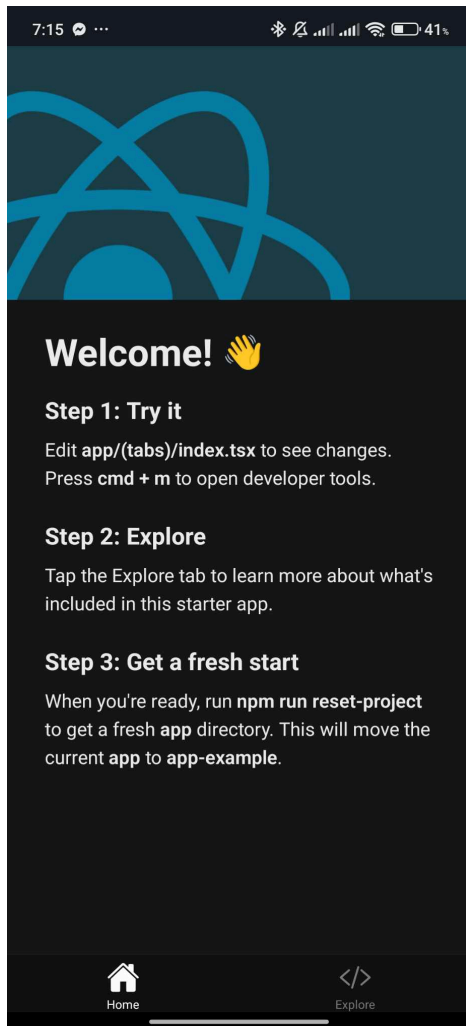 7:15
41%
Welcome! 👋
Step 1: Try it
Edit app/(tabs)/index.tsx to see changes.
Press cmd + m to open developer tools.
Step 2: Explore
Tap the Explore tab to learn more about what's
included in this starter app.
Step 3: Get a fresh start
When you're ready, run npm run reset-project
to get a fresh app directory. This will move the
current app to app-example.
Home
Explore